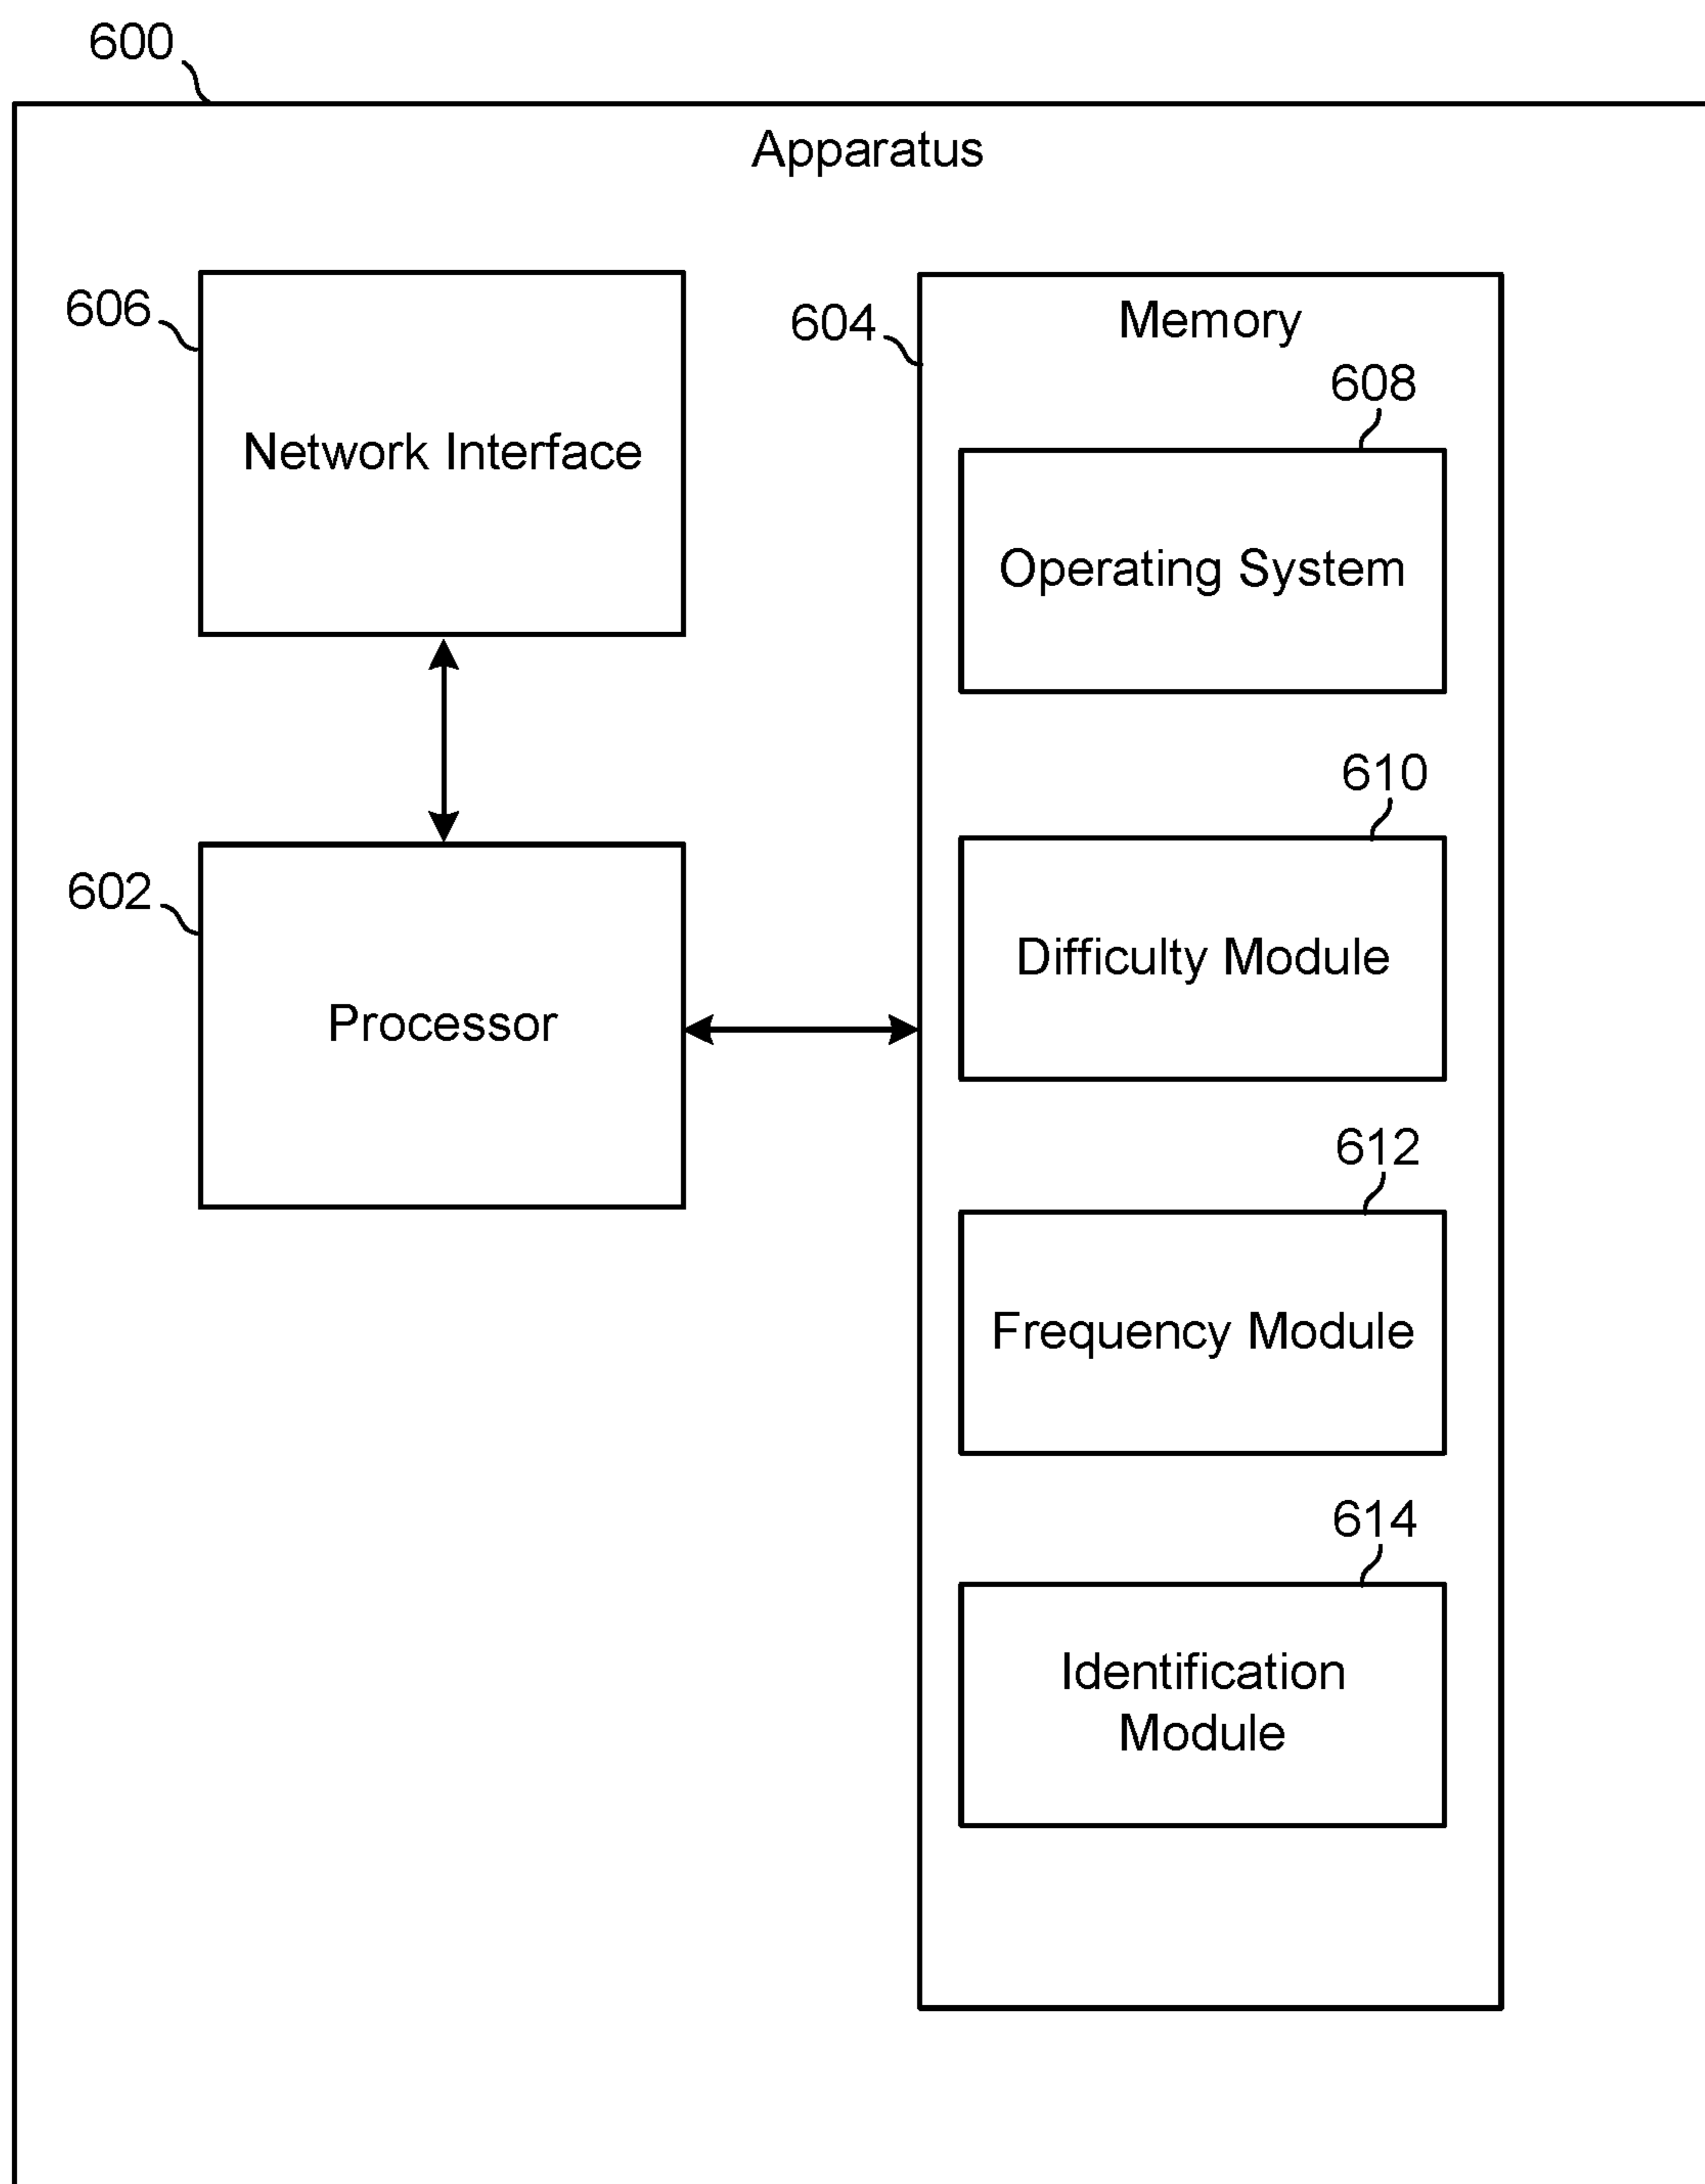 600
Apparatus
606
Network Interface
604
Memory
608
Operating System
610
Difficulty Module
602
Processor
612
Frequency Module
614
Identification
Module